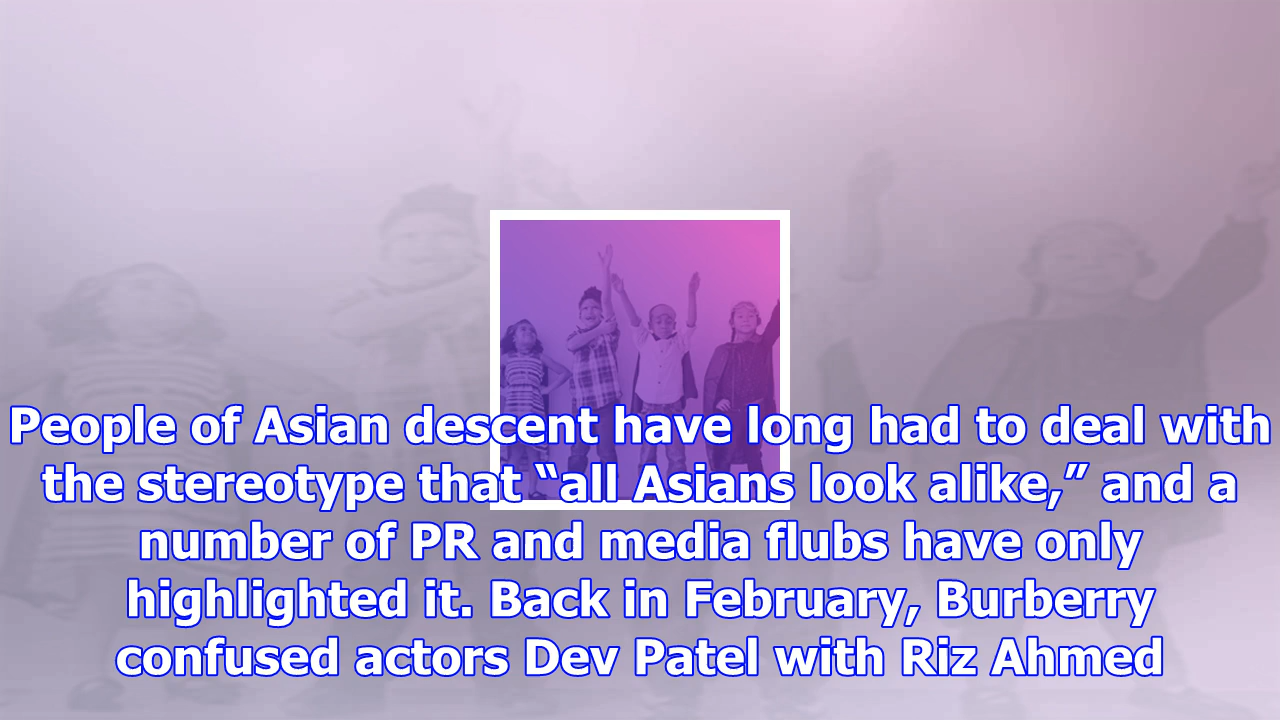 People of Asian descent have long had to deal with
the stereotype that “all Asians look alike,” and a
number of PR and media flubs have only
highlighted it. Back in February, Burberry
confused actors Dev Patel with Riz Ahmed